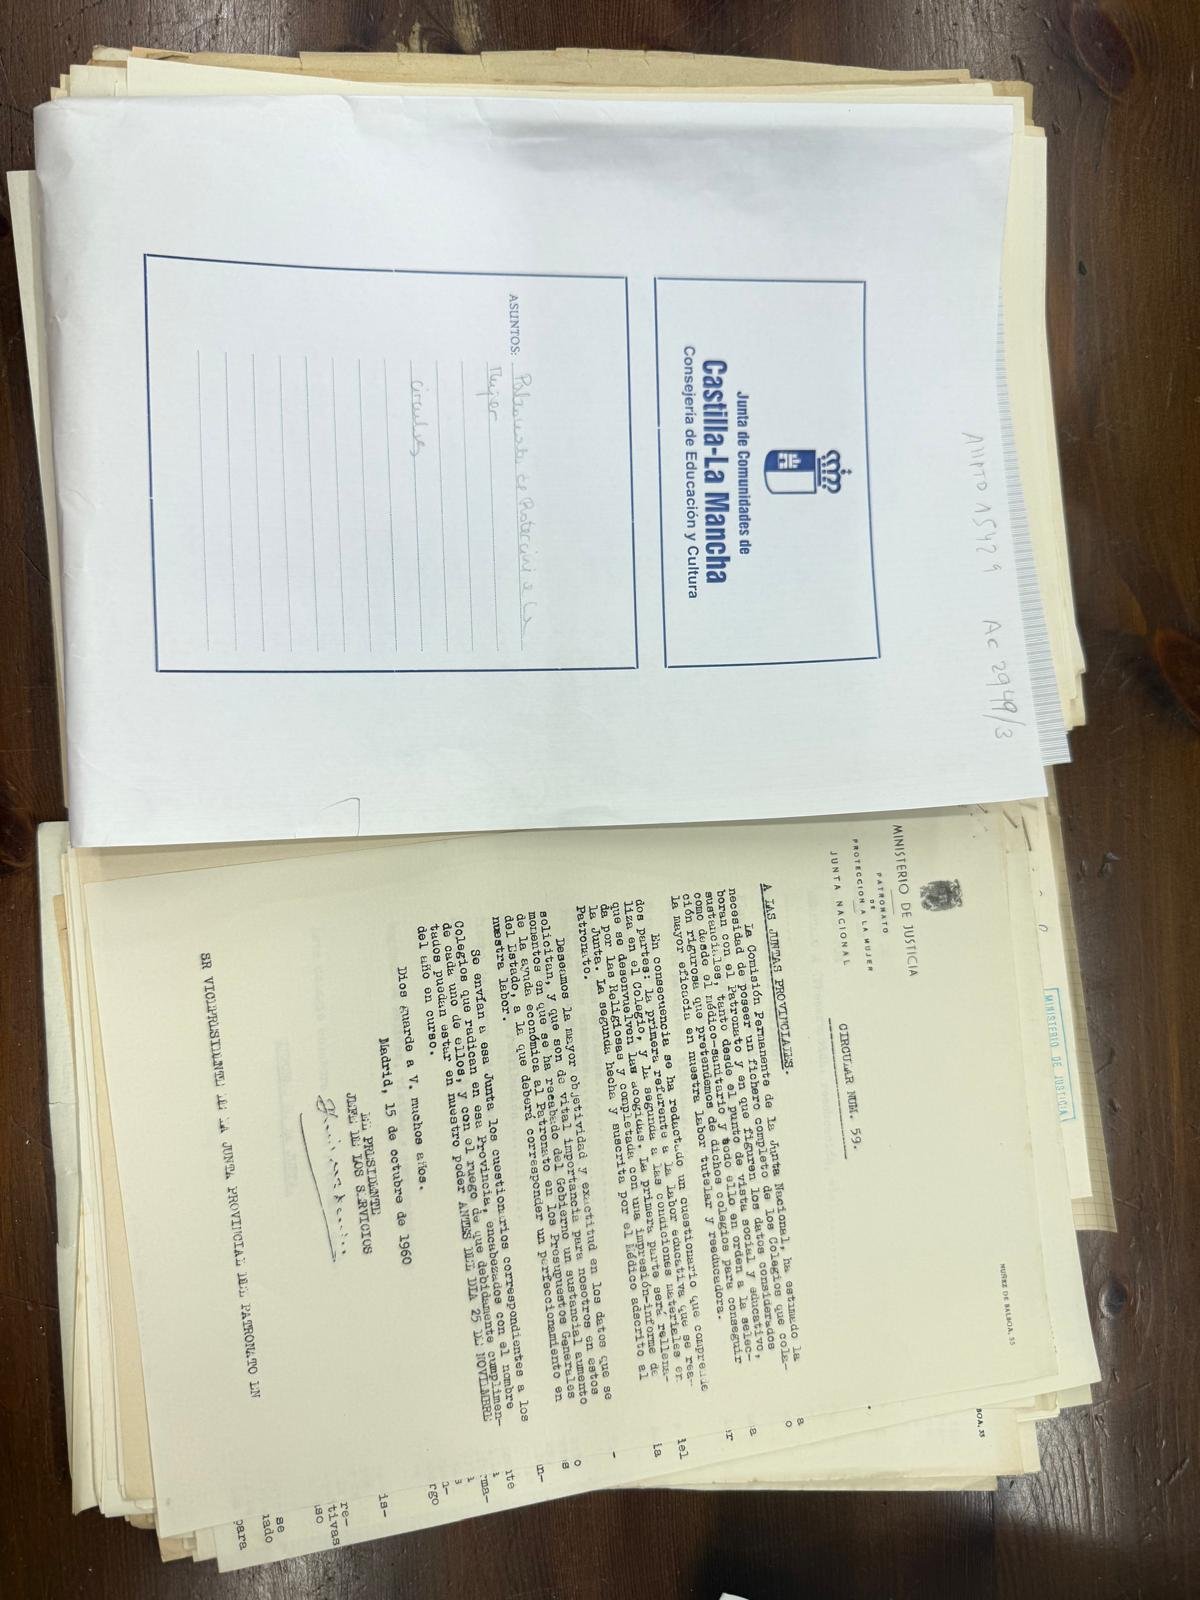 AHPTO 15429 AC 2949/3
Junta de Comunidades de
Castilla-La Mancha
Consejería de Educación y Cultura
ASUNTOS: Patronato de Protección a la
Mujer
Circulares
MINISTERIO DE JUSTICIA
NUÑEZ DE BALBOA, 33
BOA, 33
MINISTERIO DE JUSTICIA
PATRONATO
DE
PROTECCION A LA MUJER
JUNTA NACIONAL
CIRCULAR NUM. 59.
A LAS JUNTAS PROVINCIALES.
La Comisión Permanente de la Junta Nacional, ha estimado la
necesidad de poseer un fichero completo de los Colegios que cola-
boran con el Patronato y en que figuren los datos considerados
sustanciales, tanto desde el punto de vista social y educativo,
como desde el médico-sanitario y todo ello en orden a la selec-
ción rigurosa que pretendemos de dichos colegios para conseguir
la mayor eficacia en nuestra labor tutelar y reeducadora.
En consecuencia se ha redactado un cuestionario que comprende
dos partes: la primera, referente a la labor educativa que se rea-
liza en el Colegio, y la segunda a las condiciones materiales en
que se desenvuelven las acogidas. La primera parte será rellena-
da por las Religiosas y completada con una impresión-informe de
la Junta. La segunda hecha y suscrita por el Médico adscrito al
Patronato.
Deseamos la mayor objetividad y exactitud en los datos que se
solicitan, y que son de vital importancia para nosotros en estos
momentos en que se ha recabado del Gobierno un sustancial aumento
de la ayuda económica al Patronato en los Presupuestos Generales
del Estado, a la que deberá corresponder un perfeccionamiento en
nuestra labor.
Se envían a esa Junta los cuestionarios correspondientes a los
Colegios que radican en esa Provincia, encabezados con el nombre
de cada uno de ellos, y con el ruego de que debidamente cumplimen-
tados puedan estar en nuestro poder ANTES DEL DIA 25 DE NOVIEMBRE
del año en curso.
Dios guarde a V. muchos años.
Madrid, 15 de octubre de 1960
EL PRESIDENTE
JEFE DE LOS SERVICIOS
SR VICEPRESIDENTE DE LA JUNTA PROVINCIAL DEL PATRONATO EN